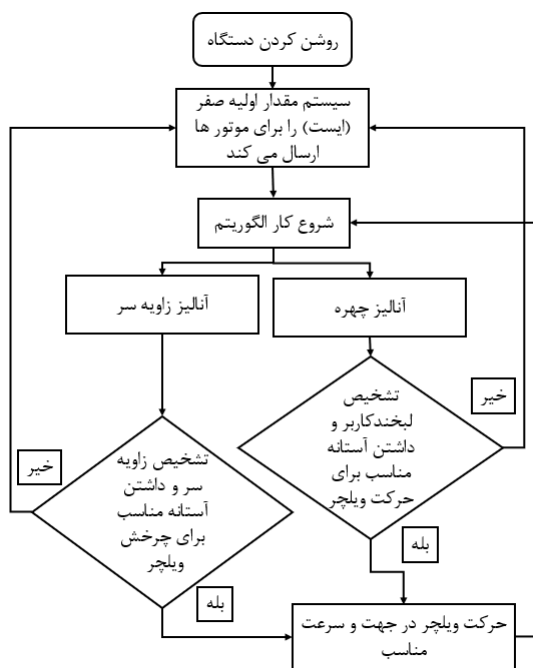 روشن کردن دستگاه
سیستم مقدار اولیه صفر
(ایست) را برای موتور ها
ارسال می کند
شروع کار الگوریتم
آنالیز چهره
آنالیز زاویه سر
تشخیص
لبخندکاربر و
داشتن آستانه
مناسب برای
حرکت ویلچر
خیر
تشخیص زاویه
سر و داشتن
آستانه مناسب
برای چرخش
ویلچر
خیر
بله
بله
حرکت ویلچر در جهت و سرعت
مناسب